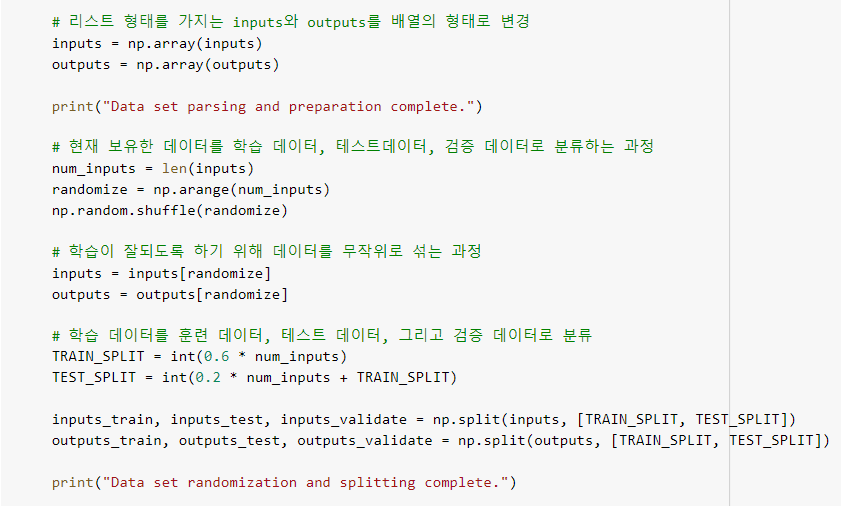 # 리스트 형태를 가지는 inputs와 outputs를 배열의 형태로 변경
inputs = np.array(inputs)
outputs = np.array(outputs)
print("Data set parsing and preparation complete.")
# 현재 보유한 데이터를 학습 데이터, 테스트데이터, 검증 데이터로 분류하는 과정
num_inputs = len(inputs)
randomize = np.arange(num_inputs)
np.random.shuffle(randomize)
# 학습이 잘되도록 하기 위해 데이터를 무작위로 섞는 과정
inputs = inputs[randomize]
outputs = outputs[randomize]
# 학습 데이터를 훈련 데이터, 테스트 데이터, 그리고 검증 데이터로 분류
TRAIN_SPLIT = int(0.6 * num_inputs)
TEST_SPLIT = int(0.2 * num_inputs + TRAIN_SPLIT)
inputs_train, inputs_test, inputs_validate = np.split(inputs, [TRAIN_SPLIT, TEST_SPLIT])
outputs_train, outputs_test, outputs_validate = np.split(outputs, [TRAIN_SPLIT, TEST_SPLIT])
print("Data set randomization and splitting complete.")